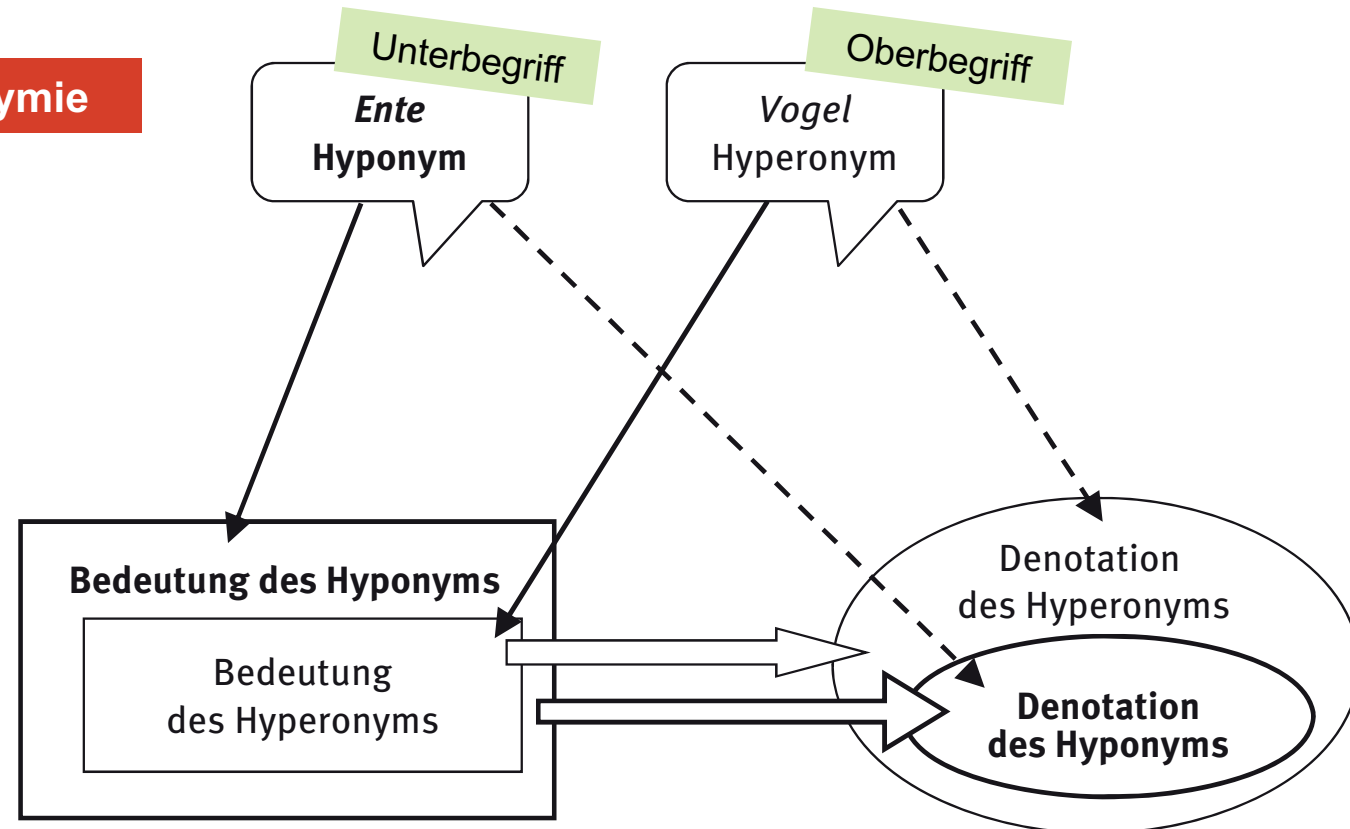 ymie
Unterbegriff
Oberbegriff
Ente
Hyponym
Vogel
Hyperonym
Bedeutung des Hyponyms
Bedeutung
des Hyperonyms
Denotation
des Hyperonyms
Denotation
des Hyponyms